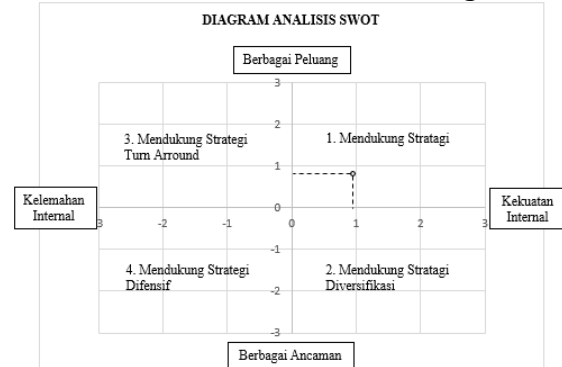 DIAGRAM ANALISIS SWOT
Berbagai Peluang
3
3. Mendukung Strategi
Turn Arround
2
1. Mendukung Stratagi
1
Kelemahan
Internal
3
-2
-1
0
0
1
2
3
Kekuatan
Internal
-1
4. Mendukung Strategi
Difensif
-2
2. Mendukung Stratagi
Diversifikasi
-3
Berbagai Ancaman